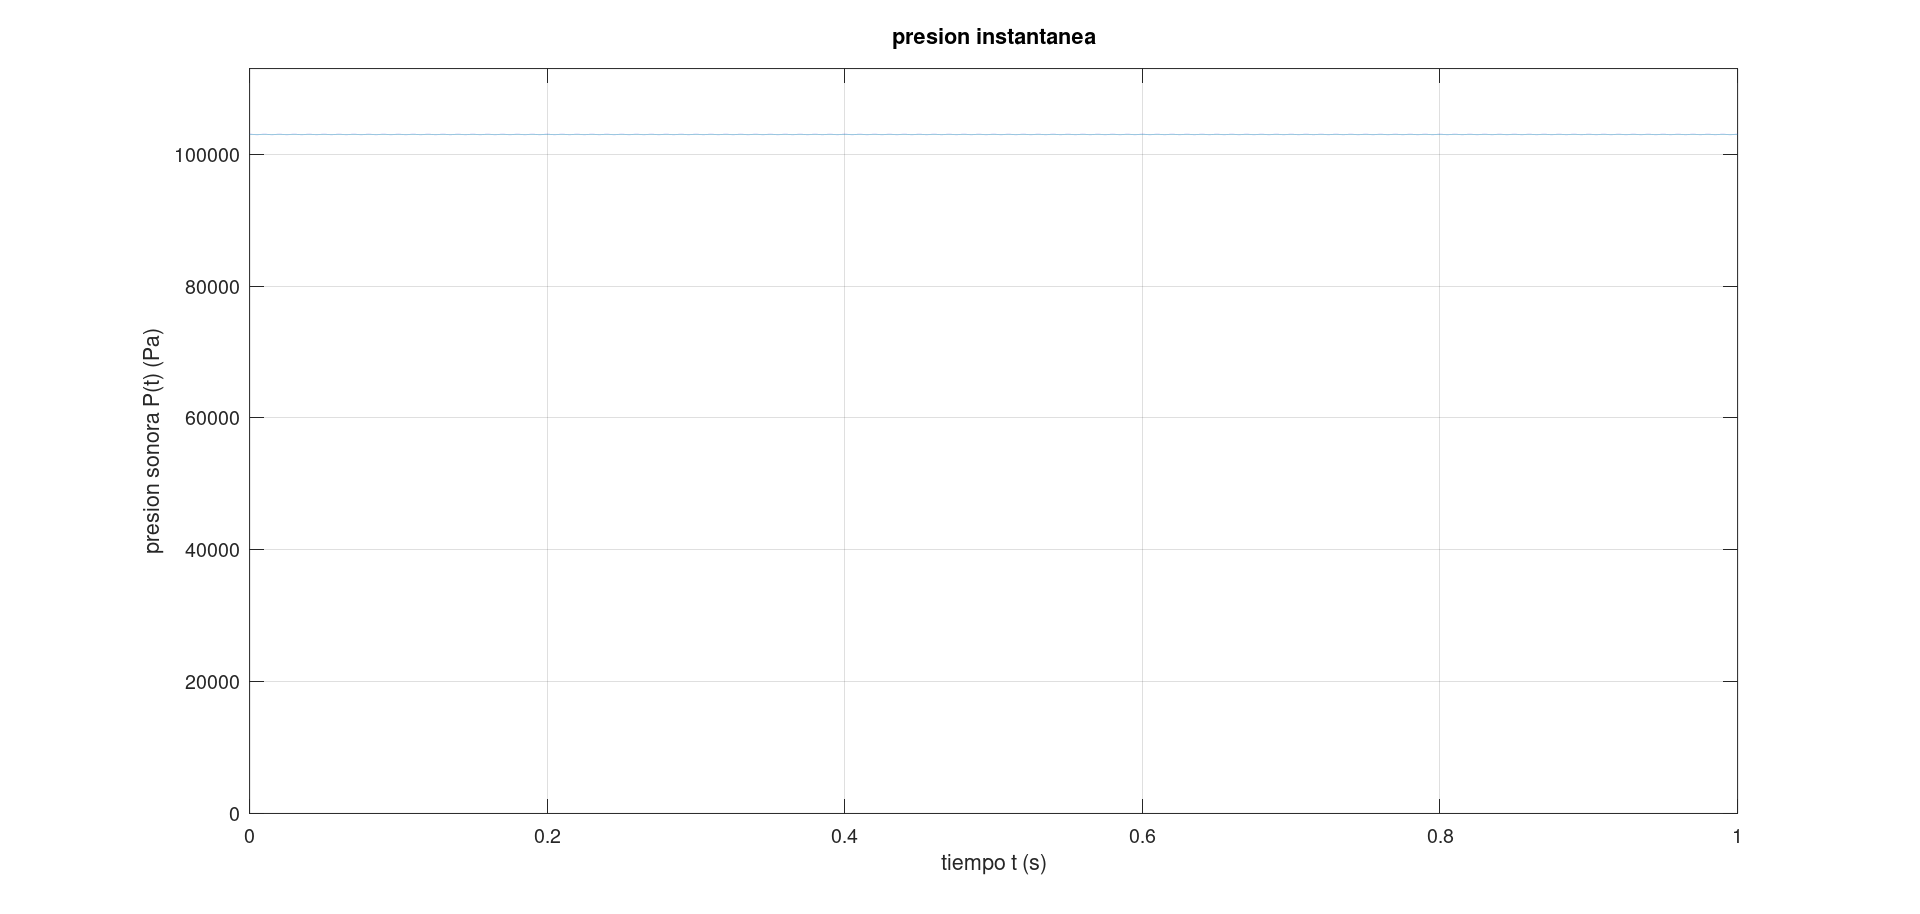 presion instantanea
presion sonora P(t) (Pa)
100000
80000
60000
40000
20000
0
0 0.2 0.4 0.6 0.8 1
tiempo t (s)